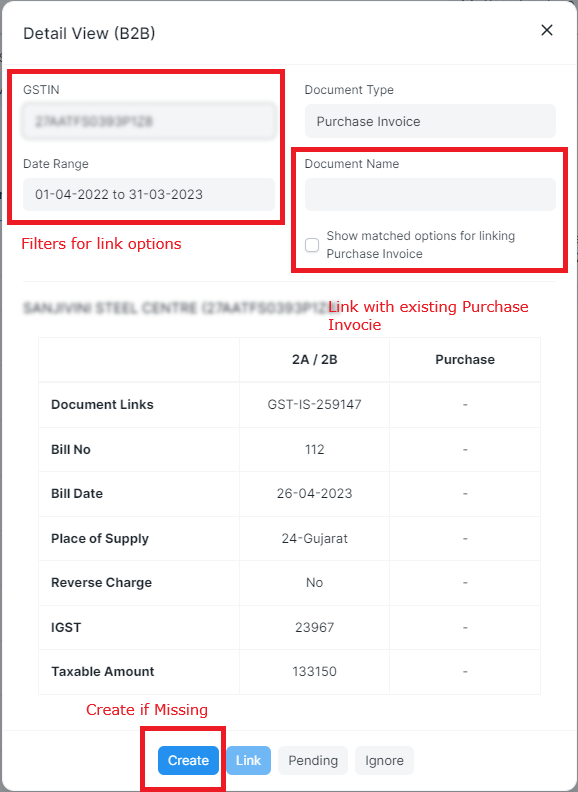 Detail View (B2B)
GSTIN
Document Type
Purchase Invoice
Date Range
01-04-2022 to 31-03-2023
Document Name
Show matched options for linking
Purchase Invoice
Filters for link options
SANJIVINI STEEL CENTRE
Link with existing Purchase
Invocie
2A / 2B Purchase
Document Links GST-IS-259147 -
Bill No 112 -
Bill Date 26-04-2023 -
Place of Supply 24-Gujarat -
Reverse Charge No -
IGST 23967 -
Taxable Amount 133150 -
Create if Missing
Create Link Pending Ignore